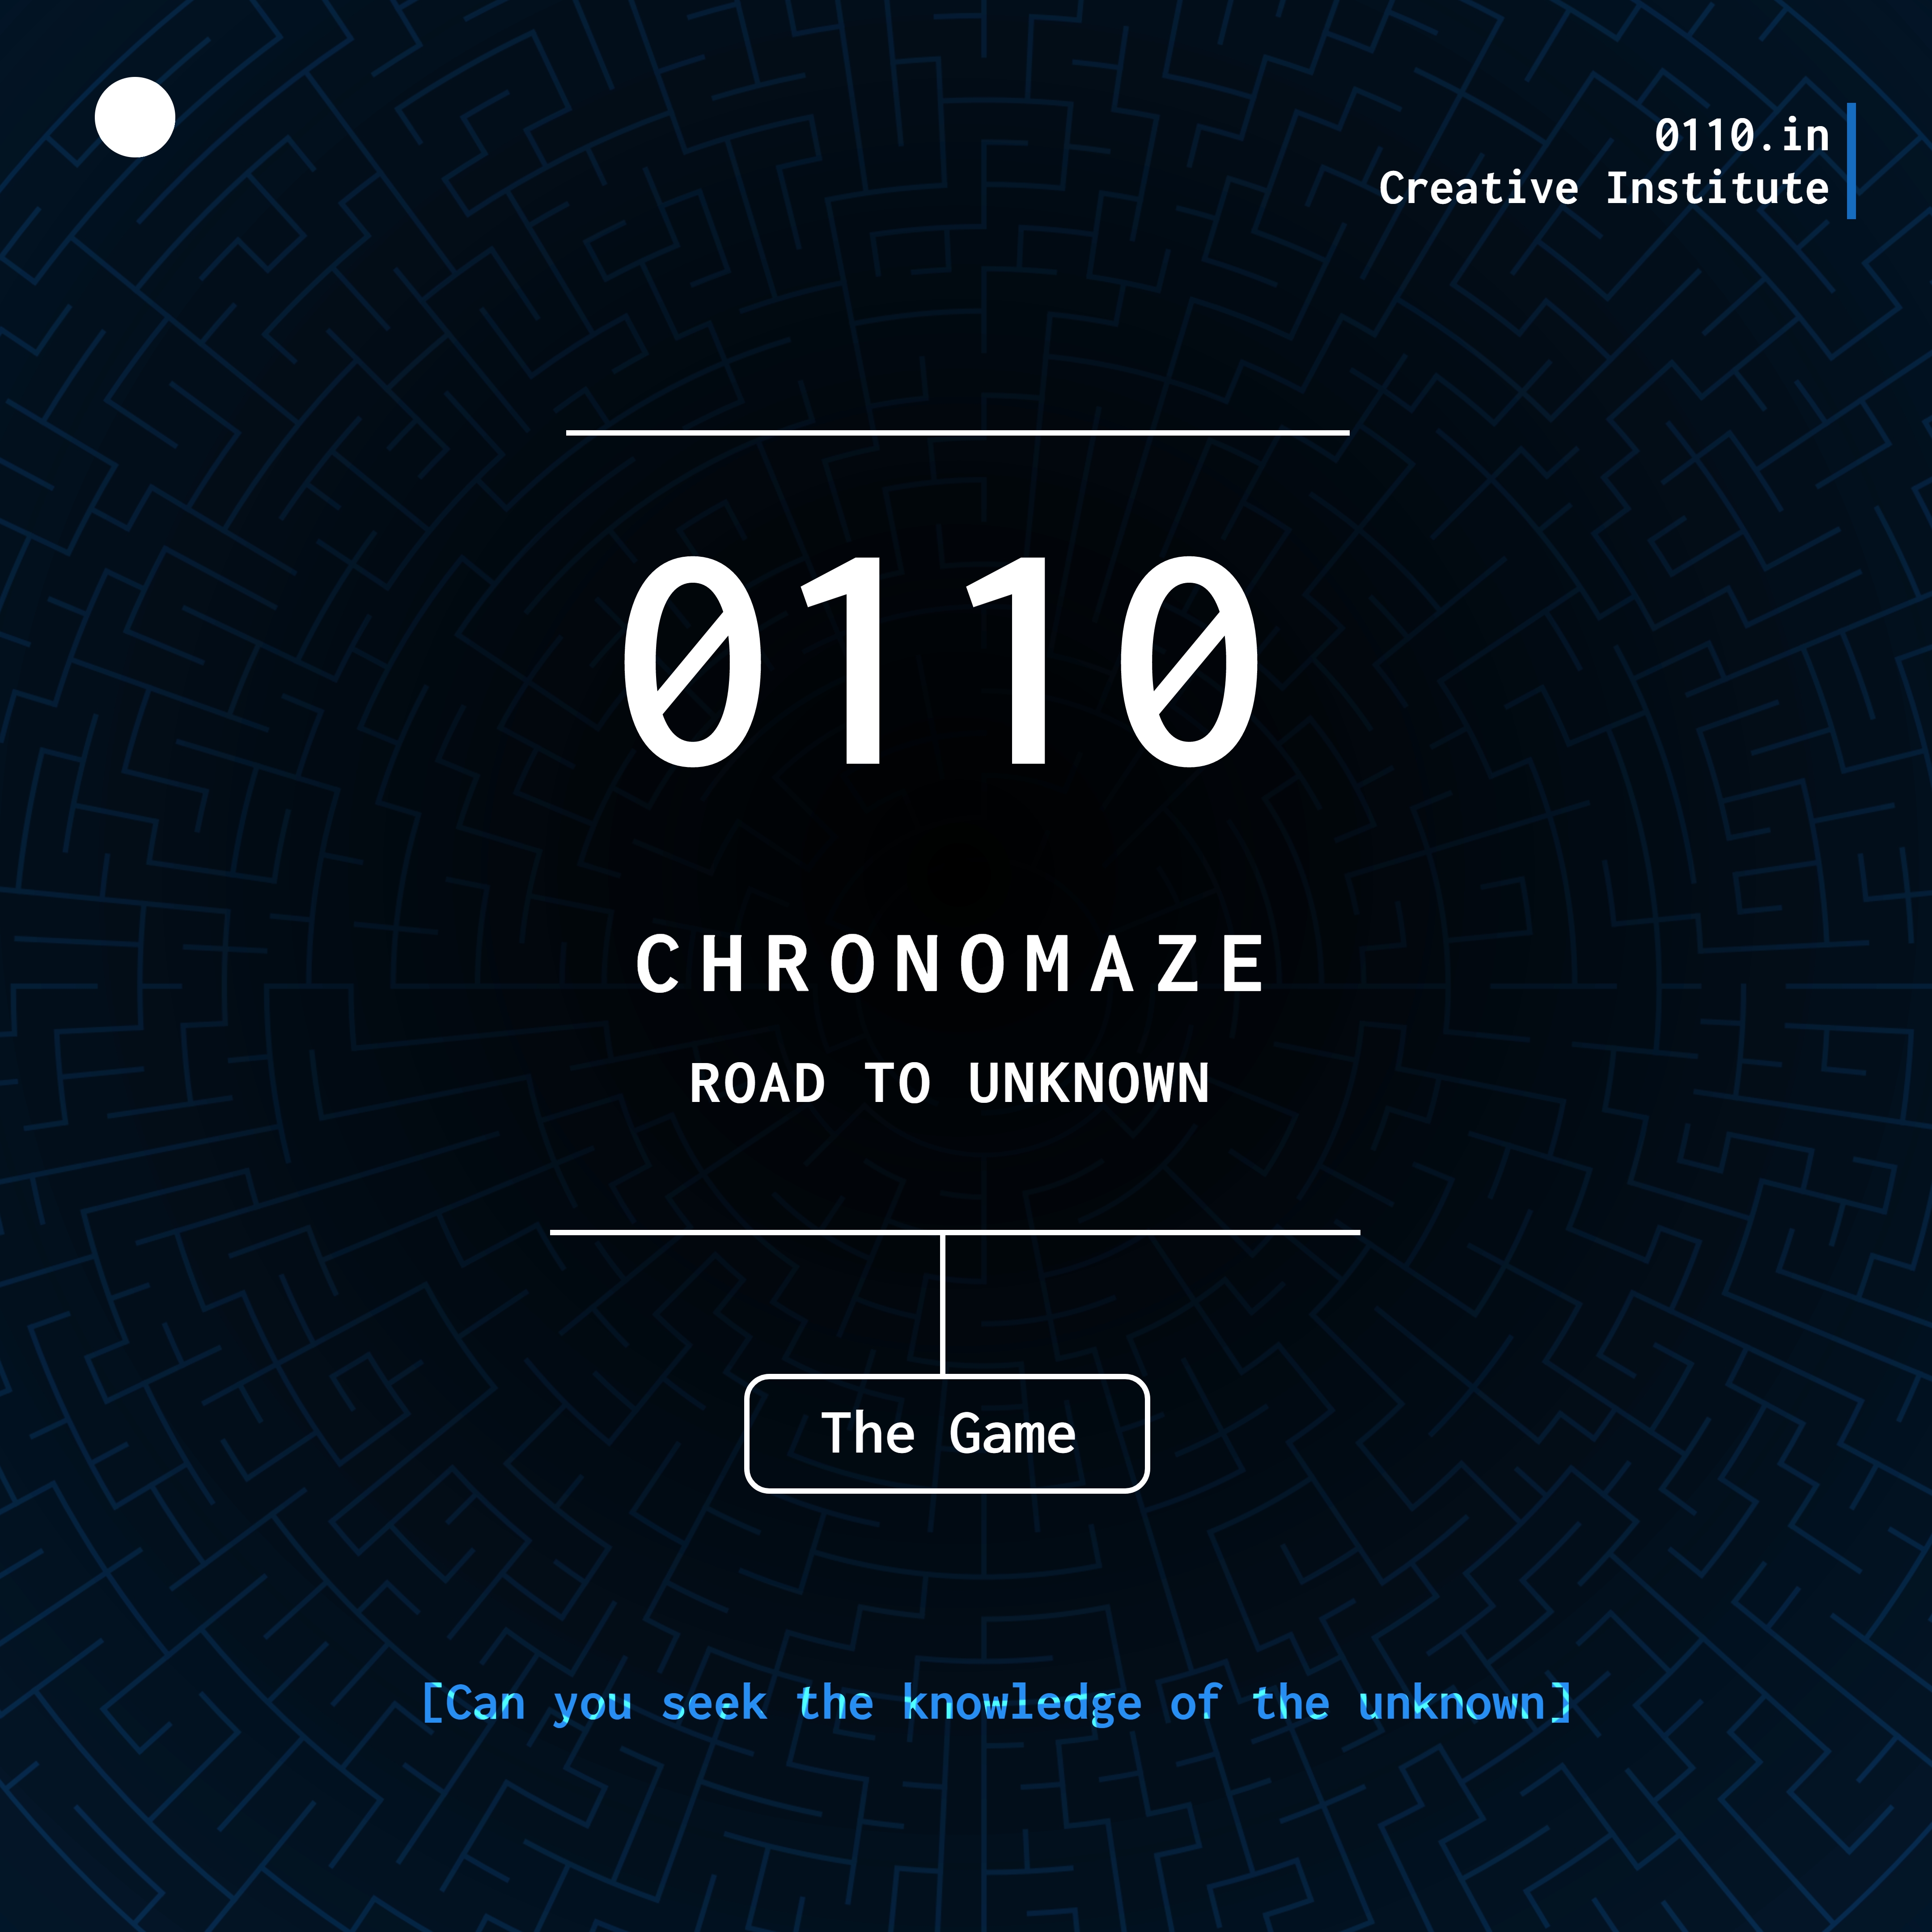 0110.in
Creative Institute
0110
CHRONOMAZE
ROAD TO UNKNOWN
The Game
[Can you seek the knowledge of the unknown]